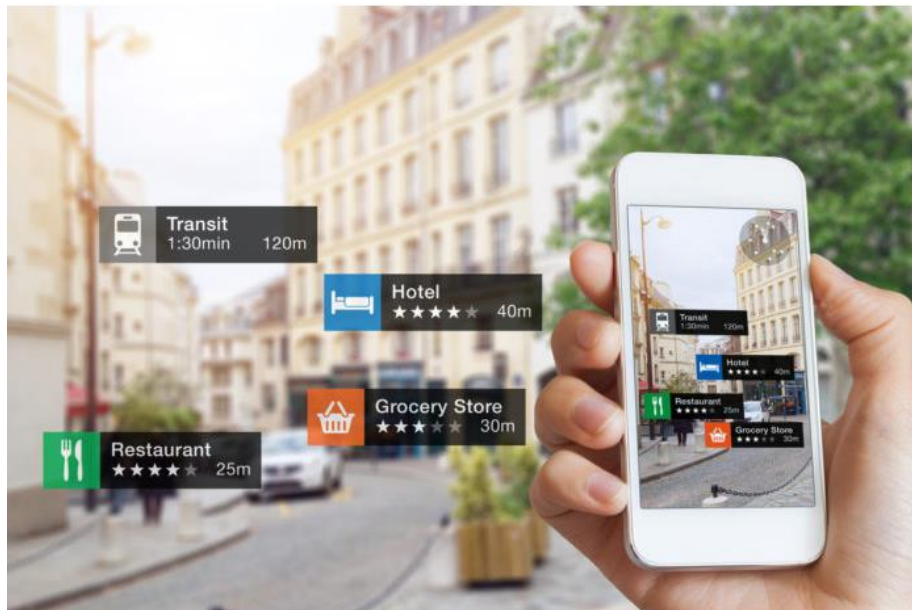 Transit
1:30min 120m
Hotel
★★★★★ 40m
Grocery Store
★★★★★ 30m
Restaurant
★★★★★ 25m
Transit
1:30min 120m
Hotel
★★★★★ 40m
Restaurant
★★★★★ 25m
Grocery Store
★★★★★ 30m